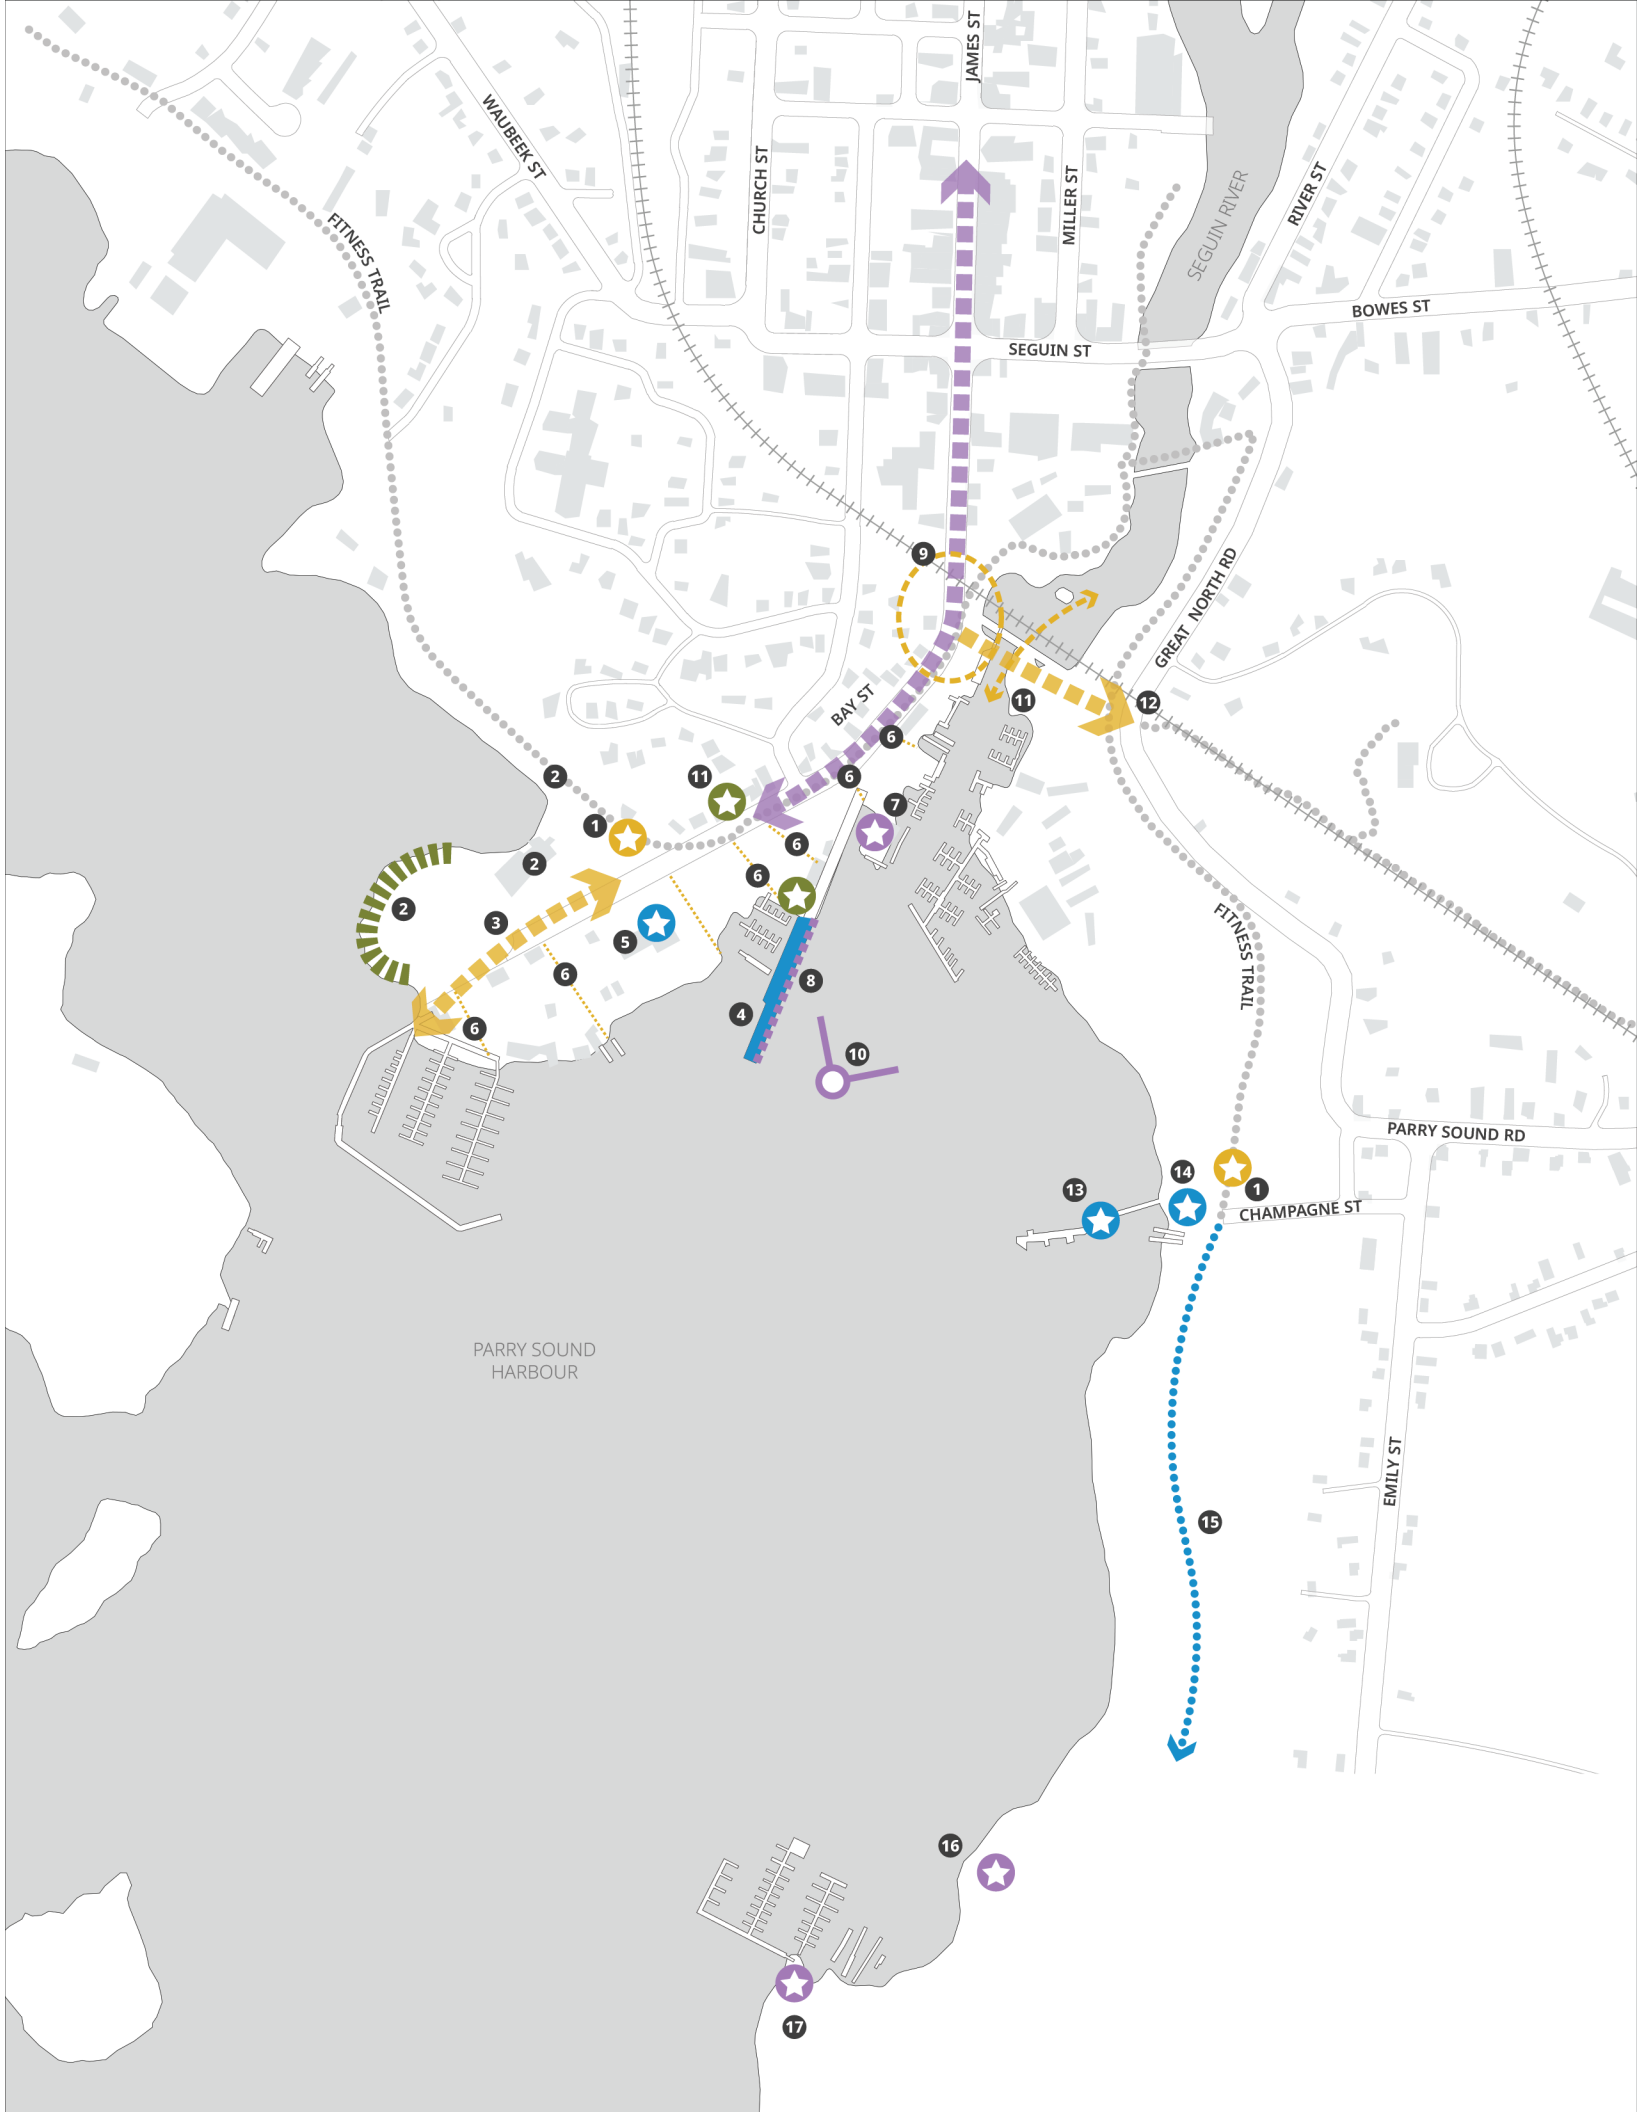 JAMES ST
WAUBEEK ST
CHURCH ST
MILLER ST
RIVER ST
SEGUIN RIVER
FITNESS TRAIL
BOWES ST
SEGUIN ST
9
GREAT NORTH RD
BAY ST
11
12
6
2
11
6
7
1
6
2
6
2
3
5
FITNESS TRAIL
6
8
4
6
10
PARRY SOUND RD
14
13
1
CHAMPAGNE ST
PARRY SOUND
HARBOUR
EMILY ST
15
16
17